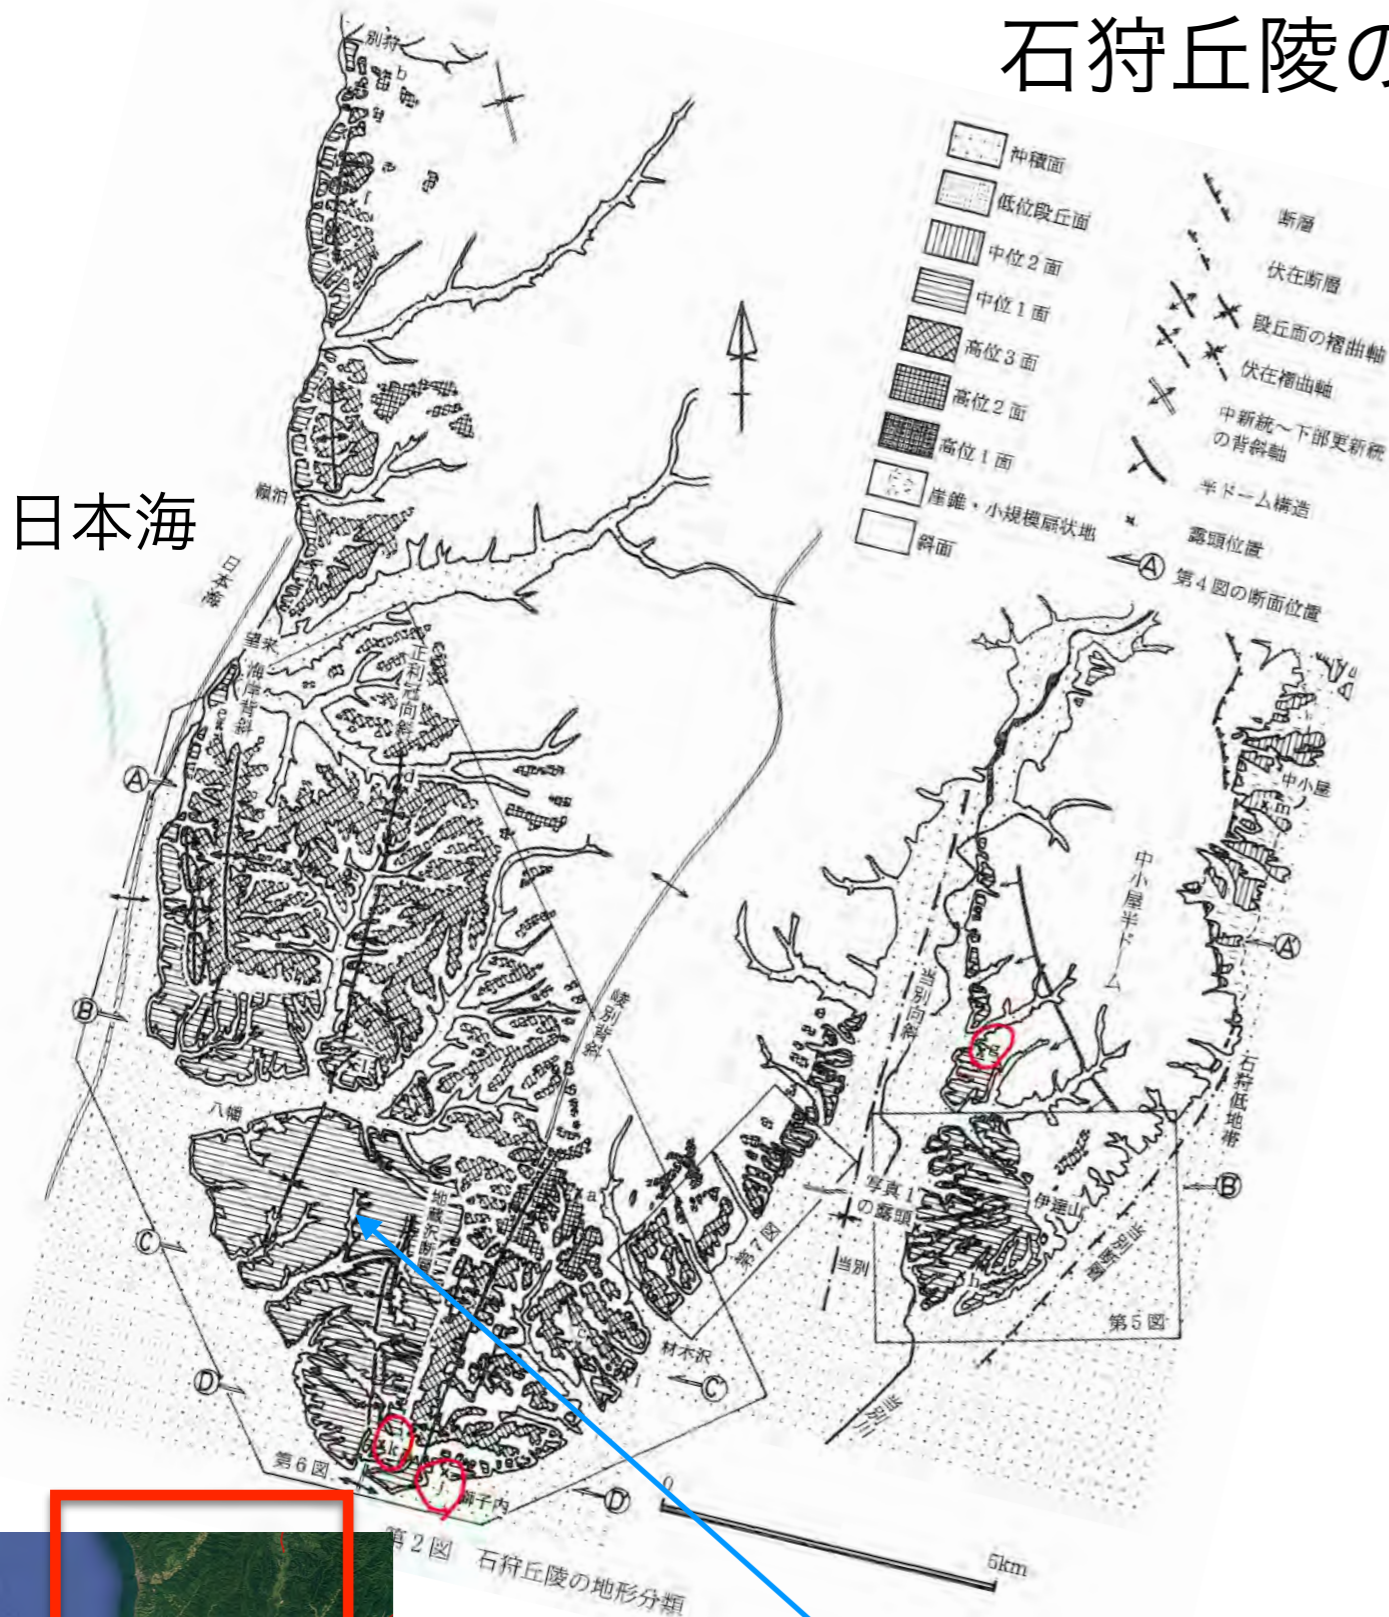 石狩丘陵の
別狩
b
f
沖積面
低位段丘面
中位2面
中位1面
高位3面
高位2面
高位1面
崖錐・小規模扇状地
斜面
断層
伏在断層
段丘面の褶曲軸
伏在褶曲軸
中新統〜下部更新統
の背斜軸
半ドーム構造
露頭位置
A 第4図の断面位置
日本海
嶺泊
日本海
望来
海岸背斜
正利冠向斜
d
A
中小屋
m
中小屋半ドーム
A'
当別向斜
B
峻別背斜
g
石狩低地帯
八幡
a
写真1
の露頭
伊達山
B'
地蔵沢断層
第7図
当別
当別断層
h
第5図
C
c
i
材木沢
C'
D
k
j
獅子内
D'
第6図
当別川
0
5km
第2図 石狩丘陵の地形分類